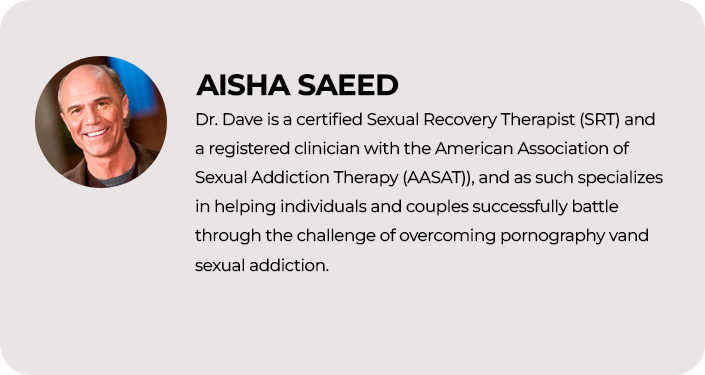 AISHA SAEED
Dr. Dave is a certified Sexual Recovery Therapist (SRT) and
a registered clinician with the American Association of
Sexual Addiction Therapy (AASAT)), and as such specializes
in helping individuals and couples successfully battle
through the challenge of overcoming pornography vand
sexual addiction.